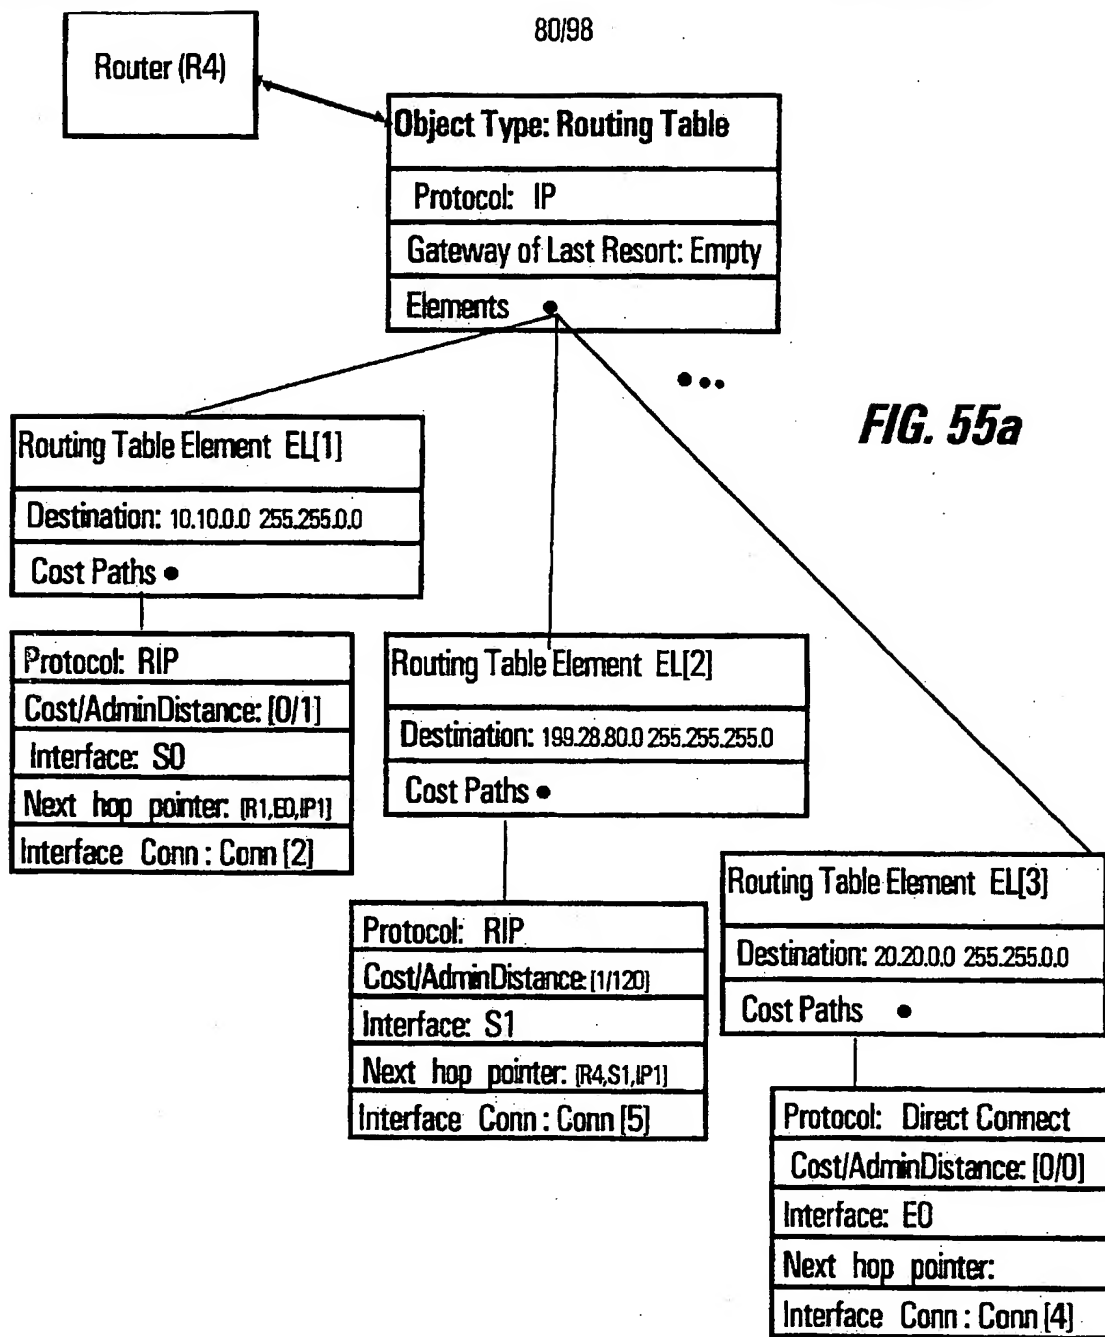 80/98
Router (R4)
Object Type: Routing Table
Protocol: IP
Gateway of Last Resort: Empty
Elements
FIG. 55a
Routing Table Element EL[1]
Destination: 10.10.0.0 255.255.0.0
Cost Paths
Protocol: RIP
Cost/AdminDistance: [0/1]
Interface: S0
Next hop pointer: [R1,E0,IP1]
Interface Conn : Conn [2]
Routing Table Element EL[2]
Destination: 199.28.80.0 255.255.255.0
Cost Paths
Protocol: RIP
Cost/AdminDistance: [1/120]
Interface: S1
Next hop pointer: [R4,S1,IP1]
Interface Conn : Conn [5]
Routing Table Element EL[3]
Destination: 20.20.0.0 255.255.0.0
Cost Paths
Protocol: Direct Connect
Cost/AdminDistance: [0/0]
Interface: E0
Next hop pointer:
Interface Conn : Conn [4]